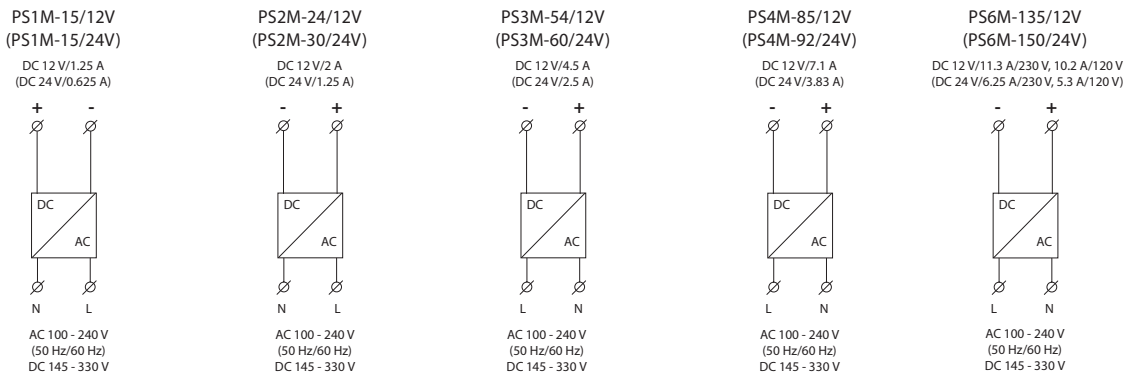 PS1M-15/12V
(PS1M-15/24V)
DC 12 V/1.25 A
(DC 24 V/0.625 A)
+ -
DC
AC
N L
AC 100 - 240 V
(50 Hz/60 Hz)
DC 145 - 330 V
PS2M-24/12V
(PS2M-30/24V)
DC 12 V/2 A
(DC 24 V/1.25 A)
- +
DC
AC
N L
AC 100 - 240 V
(50 Hz/60 Hz)
DC 145 - 330 V
PS3M-54/12V
(PS3M-60/24V)
DC 12 V/4.5 A
(DC 24 V/2.5 A)
- +
DC
AC
L N
AC 100 - 240 V
(50 Hz/60 Hz)
DC 145 - 330 V
PS4M-85/12V
(PS4M-92/24V)
DC 12 V/7.1 A
(DC 24 V/3.83 A)
- +
DC
AC
L N
AC 100 - 240 V
(50 Hz/60 Hz)
DC 145 - 330 V
PS6M-135/12V
(PS6M-150/24V)
DC 12 V/11.3 A/230 V, 10.2 A/120 V
(DC 24 V/6.25 A/230 V, 5.3 A/120 V)
- +
DC
AC
L N
AC 100 - 240 V
(50 Hz/60 Hz)
DC 145 - 330 V